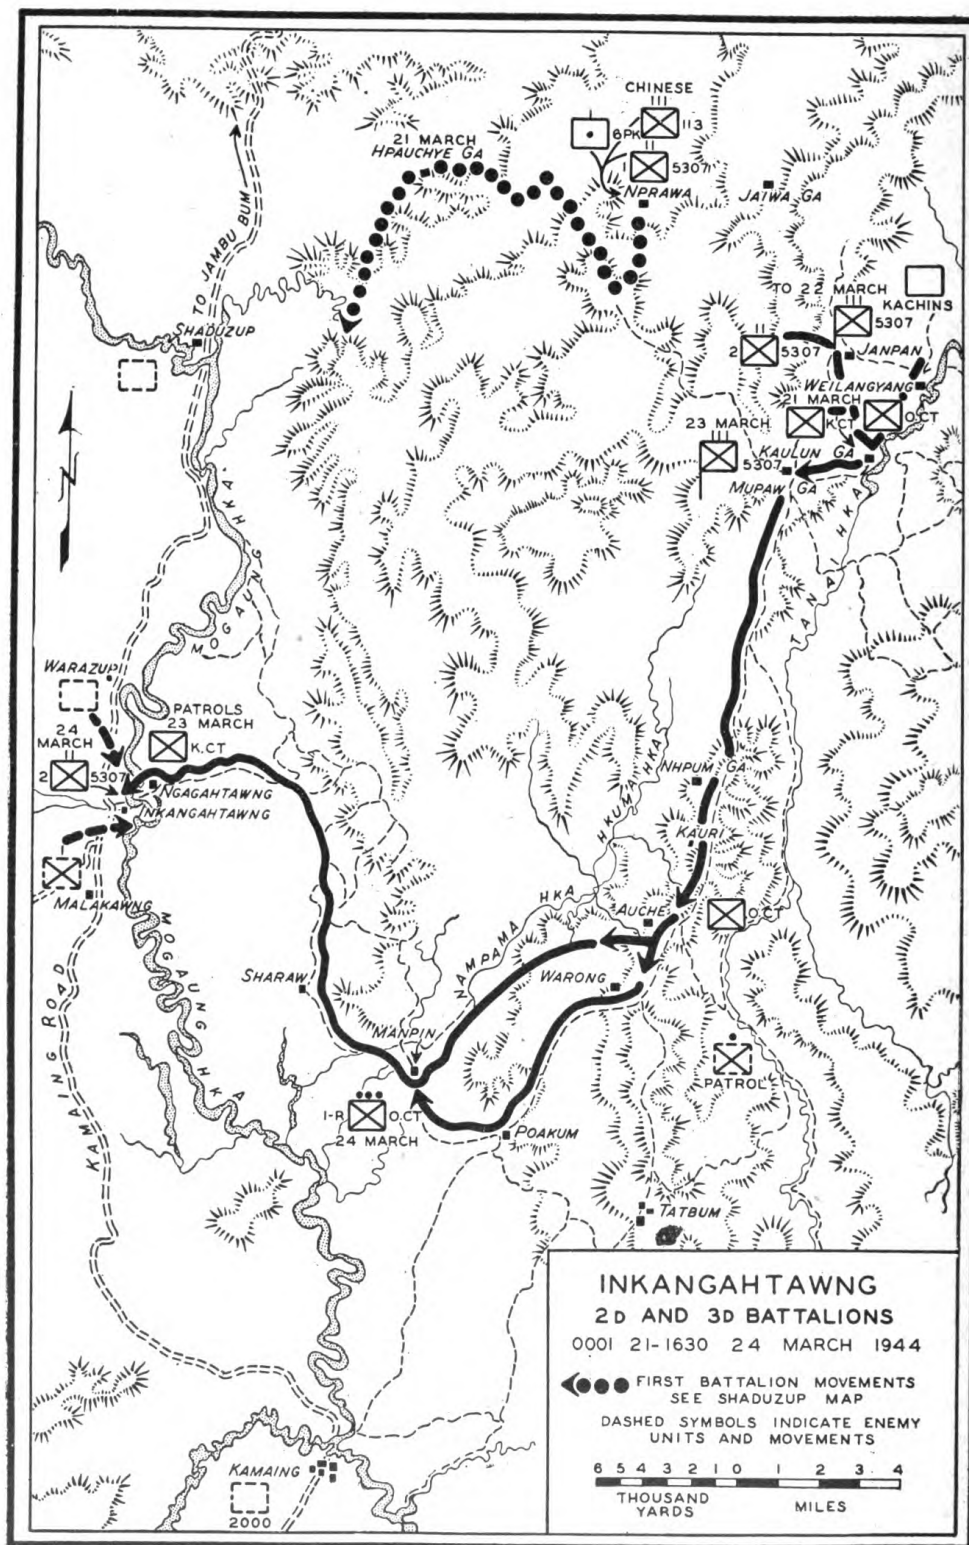 CHINESE
113
6PK
21 MARCH
HPAUCHYE GA
5307
NPRAWA
JAIWA GA
TO JAMBU BUM
TO 22 MARCH
KACHINS
5307
SHADUZUP
2 5307
JANPAN
WEILANGYANG
21 MARCH
K.CT
O.CT
23 MARCH
KAULUN GA
5307
MUPAW GA
TANAI HKA
MOGAUNG HKA
WARAZUP
PATROLS
23 MARCH
K.CT
24
MARCH
2 5307
NGAGAHTAWNG
INKANGAHTAWNG
NHPUM GA
HKUMA HKA
KAURI
MALAKAWNG
AUCHE
O.CT
NAMPAMA HKA
MOGAUNG HKA
SHARAW
WARONG
KAMAING ROAD
MANPIN
PATROL
1-R O.CT
24 MARCH
POAKUM
TATBUM
KAMAING
2000
INKANGAHTAWNG
2D AND 3D BATTALIONS
0001 21-1630 24 MARCH 1944
FIRST BATTALION MOVEMENTS
SEE SHADUZUP MAP
DASHED SYMBOLS INDICATE ENEMY
UNITS AND MOVEMENTS
6 5 4 3 2 1 0 1 2 3 4
THOUSAND
YARDS
MILES